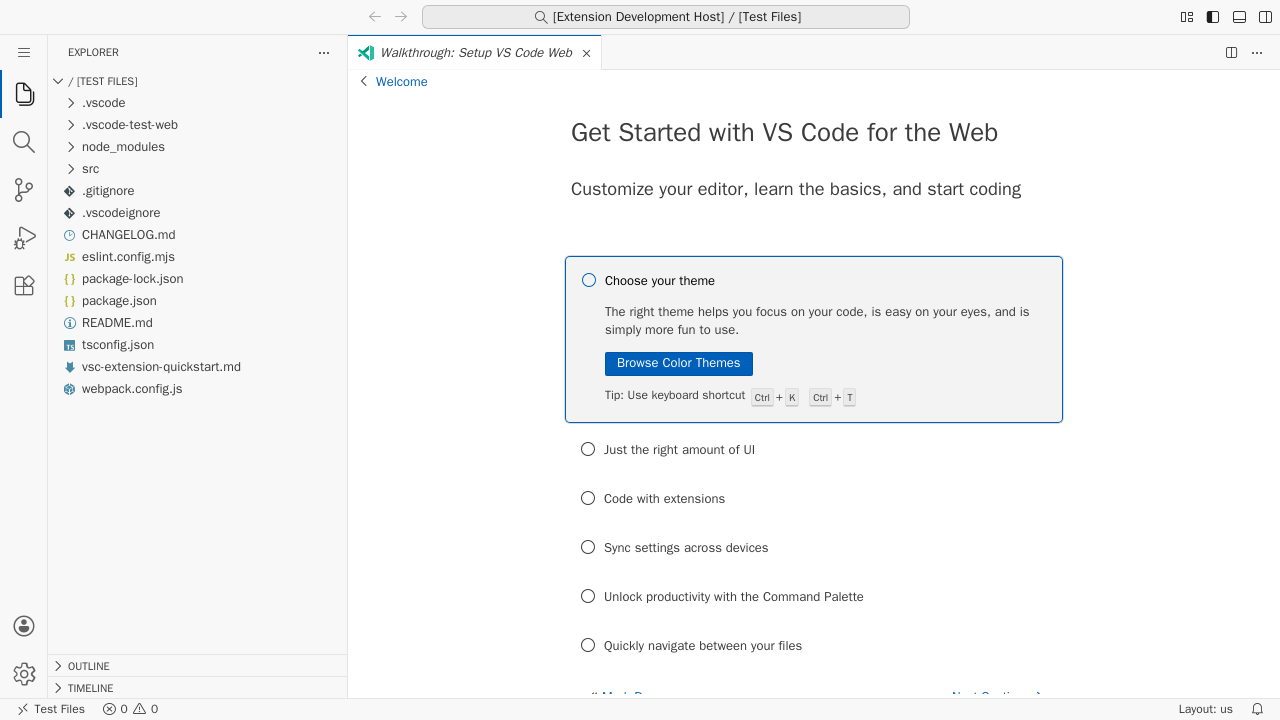 [Extension Development Host] / [Test Files]
EXPLORER
/ [TEST FILES]
.vscode
.vscode-test-web
node_modules
src
.gitignore
.vscodeignore
CHANGELOG.md
eslint.config.mjs
package-lock.json
package.json
README.md
tsconfig.json
vsc-extension-quickstart.md
webpack.config.js
OUTLINE
TIMELINE
Walkthrough: Setup VS Code Web
Welcome
Get Started with VS Code for the Web
Customize your editor, learn the basics, and start coding
Choose your theme
The right theme helps you focus on your code, is easy on your eyes, and is
simply more fun to use.
Browse Color Themes
Tip: Use keyboard shortcut Ctrl + K Ctrl + T
Just the right amount of UI
Code with extensions
Sync settings across devices
Unlock productivity with the Command Palette
Quickly navigate between your files
Test Files 0 0
Layout: us